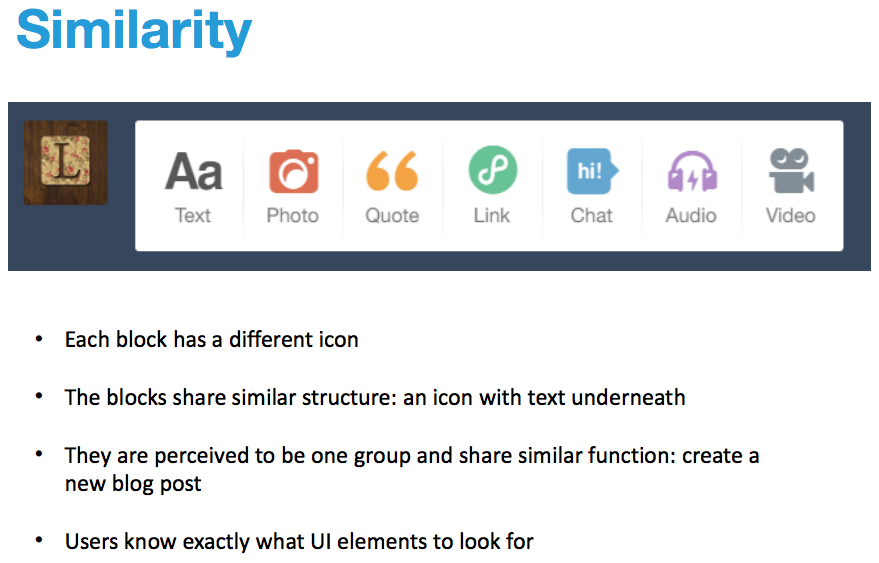 Similarity
L
Aa
hi!
Text Photo Quote Link Chat Audio Video
• Each block has a different icon
• The blocks share similar structure: an icon with text underneath
• They are perceived to be one group and share similar function: create a
new blog post
• Users know exactly what UI elements to look for